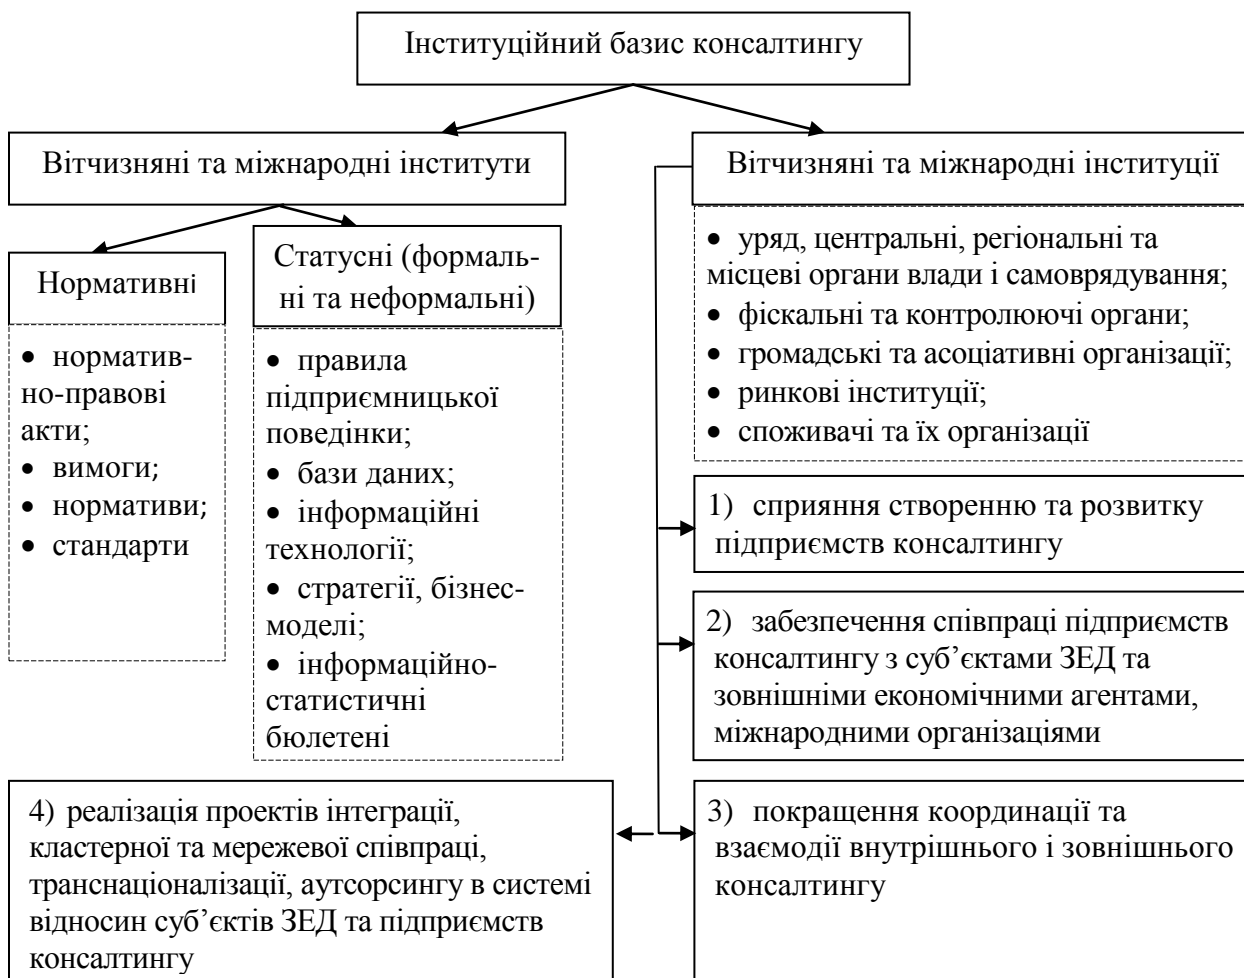 Інституційний базис консалтингу
Вітчизняні та міжнародні інститути
Вітчизняні та міжнародні інституції
Нормативні
Статусні (формаль-
ні та неформальні)
• норматив-
но-правові
акти;
• вимоги;
• нормативи;
• стандарти
• правила
підприємницької
поведінки;
• бази даних;
• інформаційні
технології;
• стратегії, бізнес-
моделі;
• інформаційно-
статистичні
бюлетені
• уряд, центральні, регіональні та
місцеві органи влади і самоврядування;
• фіскальні та контролюючі органи;
• громадські та асоціативні організації;
• ринкові інституції;
• споживачі та їх організації
1) сприяння створенню та розвитку
підприємств консалтингу
2) забезпечення співпраці підприємств
консалтингу з суб’єктами ЗЕД та
зовнішніми економічними агентами,
міжнародними організаціями
3) покращення координації та
взаємодії внутрішнього і зовнішнього
консалтингу
4) реалізація проектів інтеграції,
кластерної та мережевої співпраці,
транснаціоналізації, аутсорсингу в системі
відносин суб’єктів ЗЕД та підприємств
консалтингу